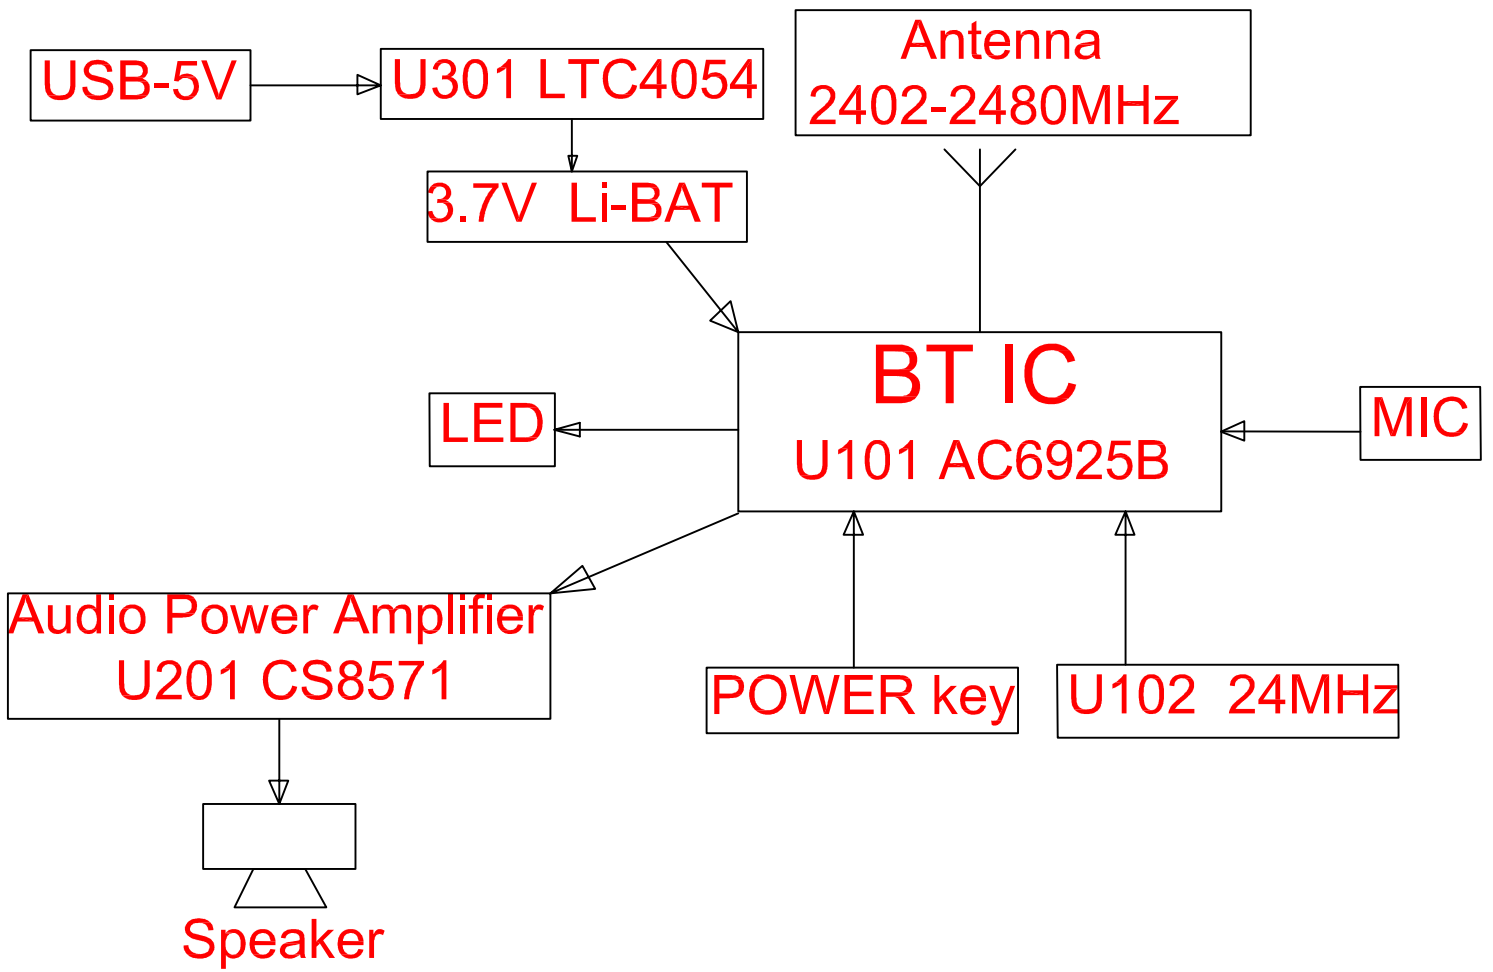 USB-5V
U301 LTC4054
Antenna
2402-2480MHz
3.7V  Li-BAT
BT IC
U101 AC6925B
LED
MIC
Audio Power Amplifier
U201 CS8571
POWER key
U102  24MHz
Speaker